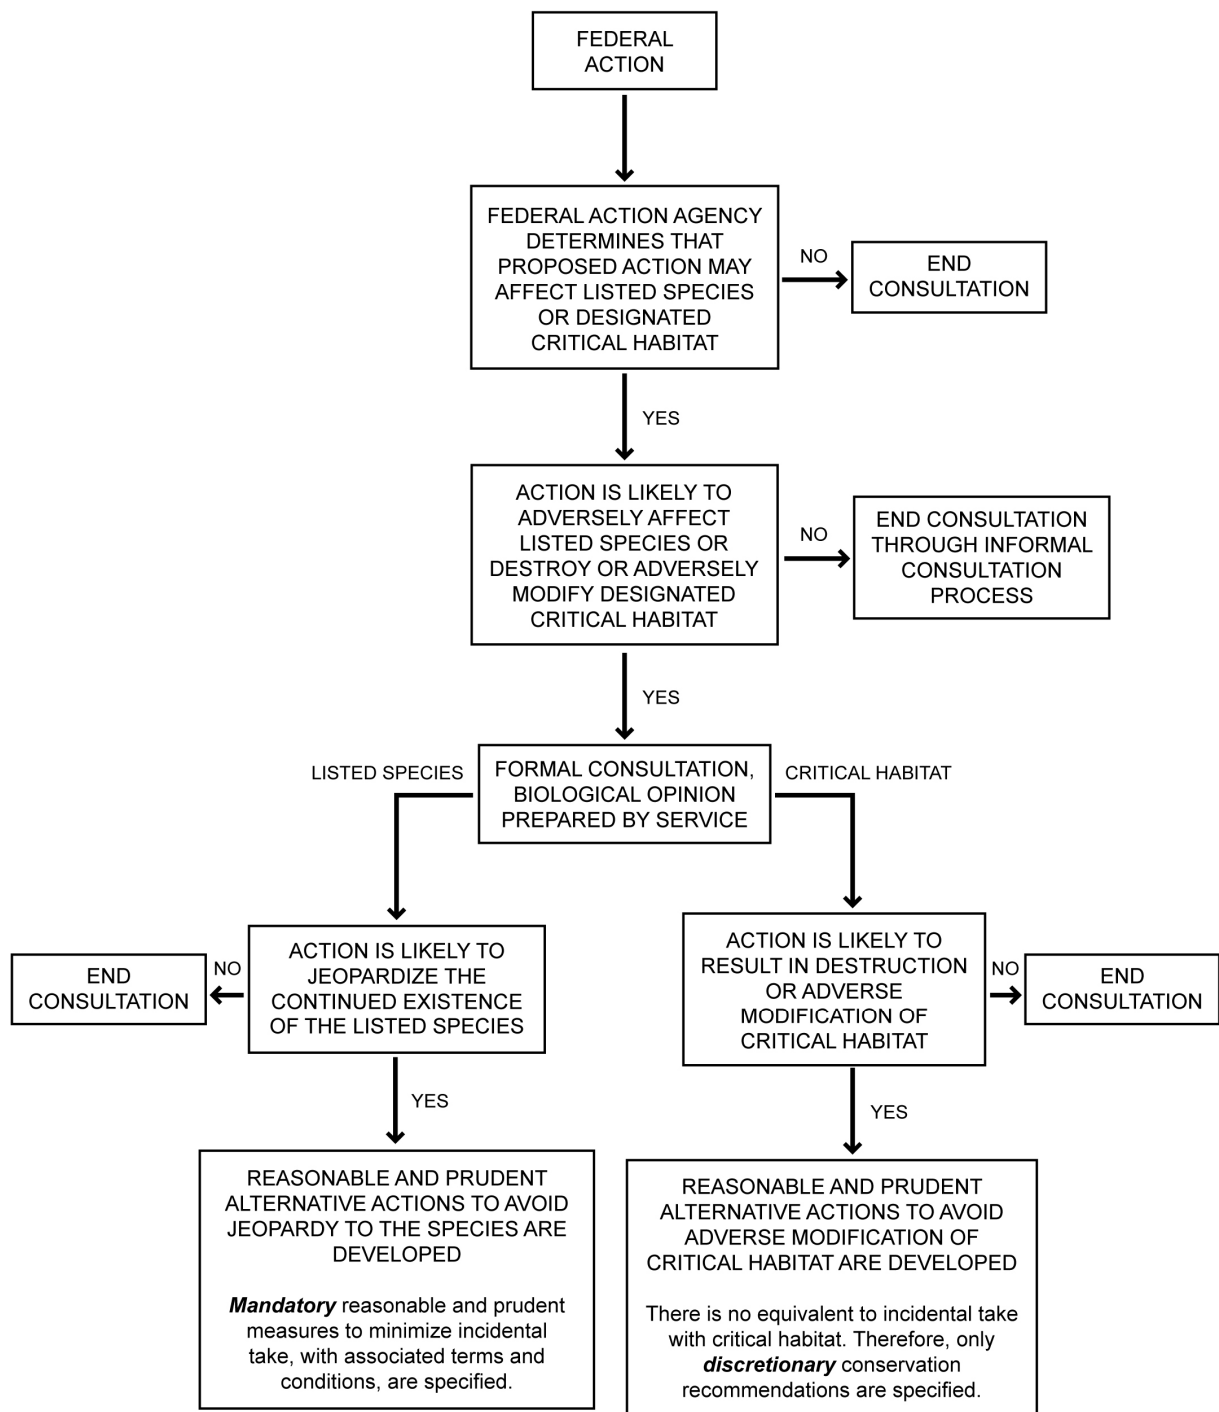 FEDERAL
ACTION
FEDERAL ACTION AGENCY
DETERMINES THAT
PROPOSED ACTION MAY
AFFECT LISTED SPECIES
OR DESIGNATED
CRITICAL HABITAT
NO
END
CONSULTATION
YES
ACTION IS LIKELY TO
ADVERSELY AFFECT
LISTED SPECIES OR
DESTROY OR ADVERSELY
MODIFY DESIGNATED
CRITICAL HABITAT
NO
END CONSULTATION
THROUGH INFORMAL
CONSULTATION
PROCESS
YES
LISTED SPECIES
FORMAL CONSULTATION,
BIOLOGICAL OPINION
PREPARED BY SERVICE
CRITICAL HABITAT
END
CONSULTATION
NO
ACTION IS LIKELY TO
JEOPARDIZE THE
CONTINUED EXISTENCE
OF THE LISTED SPECIES
ACTION IS LIKELY TO
RESULT IN DESTRUCTION
OR ADVERSE
MODIFICATION OF
CRITICAL HABITAT
NO
END
CONSULTATION
YES
YES
REASONABLE AND PRUDENT
ALTERNATIVE ACTIONS TO AVOID
JEOPARDY TO THE SPECIES ARE
DEVELOPED
Mandatory reasonable and prudent
measures to minimize incidental
take, with associated terms and
conditions, are specified.
REASONABLE AND PRUDENT
ALTERNATIVE ACTIONS TO AVOID
ADVERSE MODIFICATION OF
CRITICAL HABITAT ARE DEVELOPED
There is no equivalent to incidental take
with critical habitat. Therefore, only
discretionary conservation
recommendations are specified.